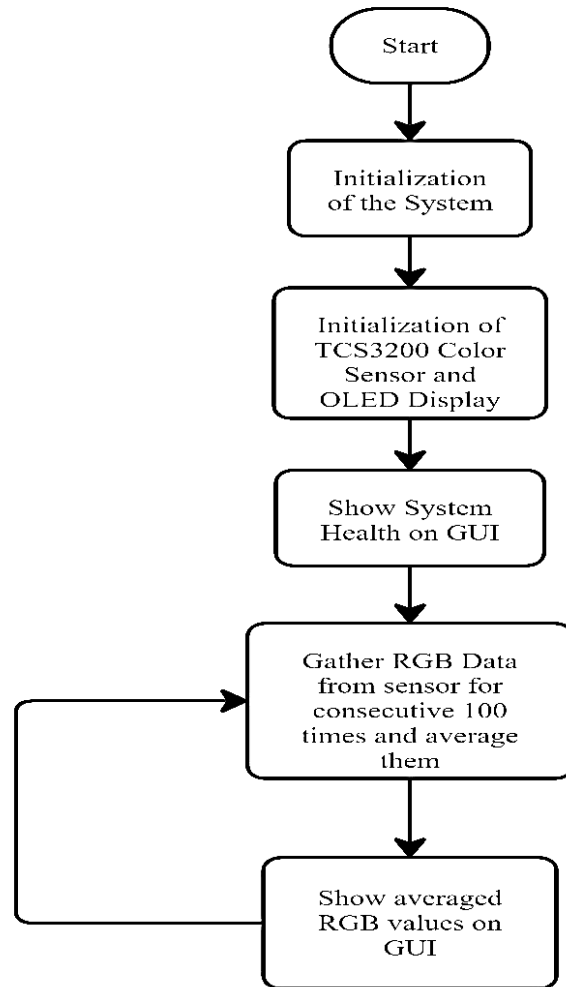 Start
Initialization
of the System
Initialization of
TCS3200 Color
Sensor and
OLED Display
Show System
Health on GUI
Gather RGB Data
from sensor for
consecutive 100
times and average
them
Show averaged
RGB values on
GUI